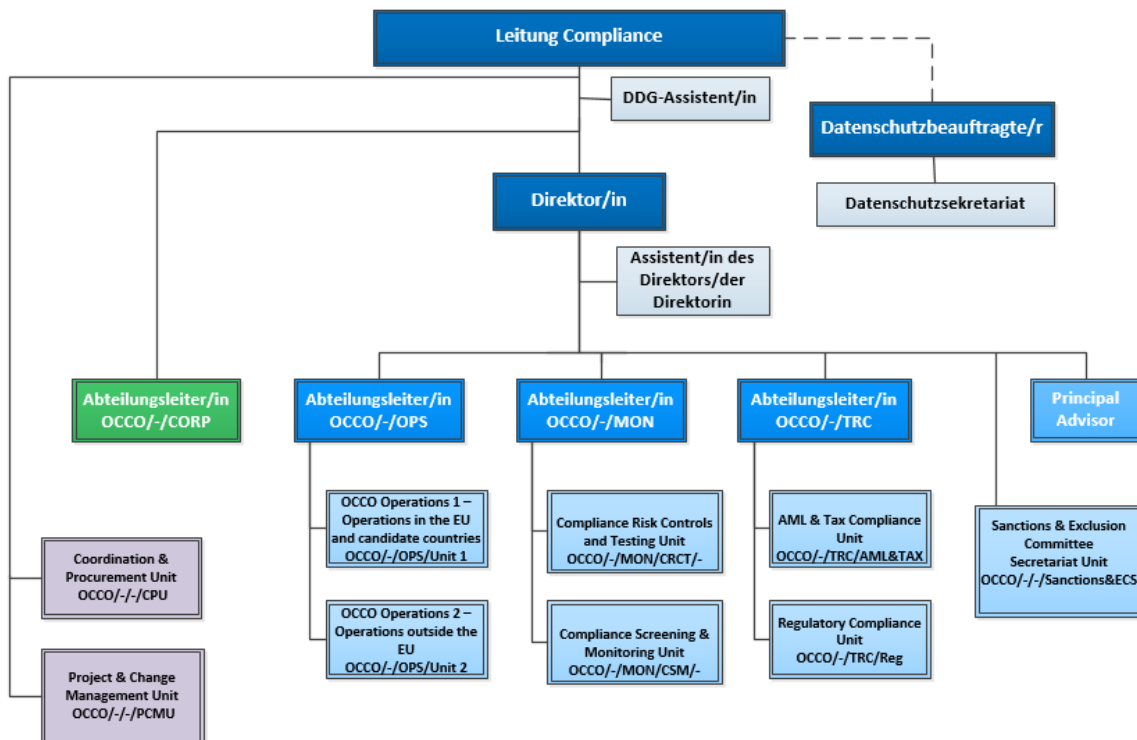 Leitung Compliance
DDG-Assistent/in
Datenschutzbeauftragte/r
Datenschutzsekretariat
Direktor/in
Assistent/in des
Direktors/der
Direktorin
Abteilungsleiter/in
OCCO/-/CORP
Abteilungsleiter/in
OCCO/-/OPS
Abteilungsleiter/in
OCCO/-/MON
Abteilungsleiter/in
OCCO/-/TRC
Principal
Advisor
Coordination &
Procurement Unit
OCCO/-/-/CPU
Project & Change
Management Unit
OCCO/-/-/PCMU
OCCO Operations 1 –
Operations in the EU
and candidate countries
OCCO/-/OPS/Unit 1
OCCO Operations 2 –
Operations outside the
EU
OCCO/-/OPS/Unit 2
Compliance Risk Controls
and Testing Unit
OCCO/-/MON/CRCT/-
Compliance Screening &
Monitoring Unit
OCCO/-/MON/CSM/-
AML & Tax Compliance
Unit
OCCO/-/TRC/AML&TAX
Regulatory Compliance
Unit
OCCO/-/TRC/Reg
Sanctions & Exclusion
Committee
Secretariat Unit
OCCO/-/-/Sanctions&ECS